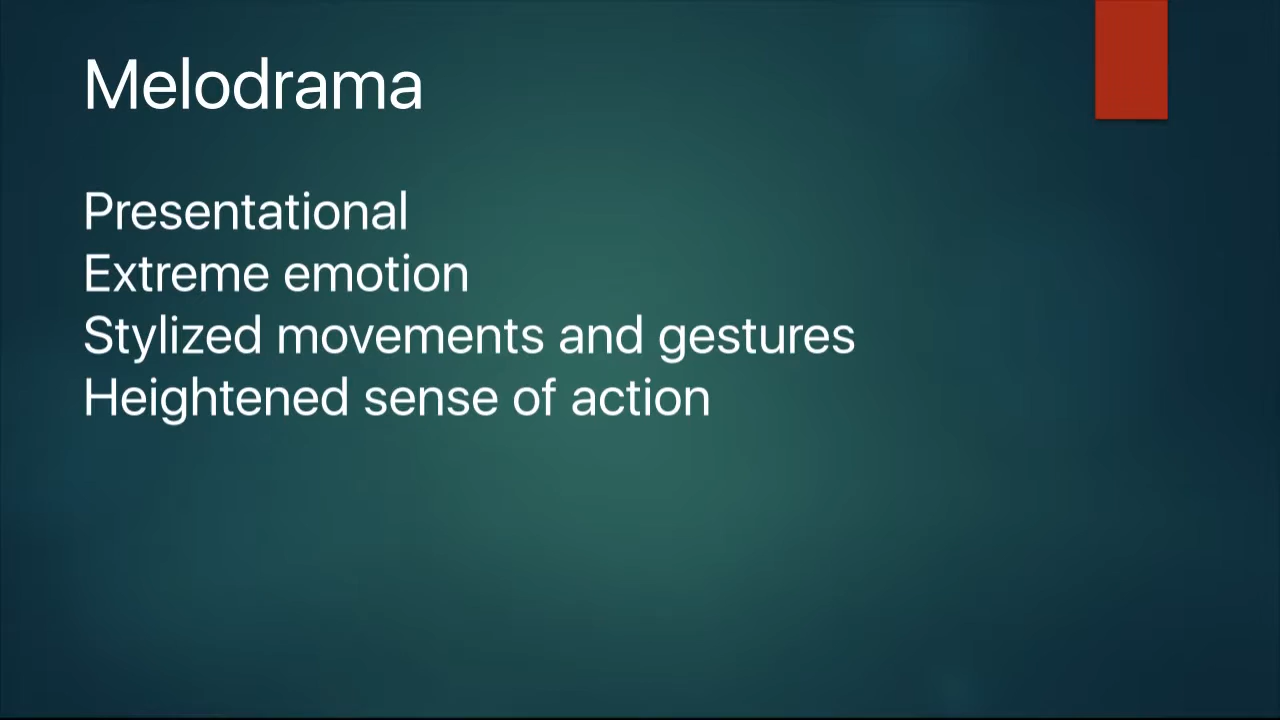 Melodrama
Presentational
Extreme emotion
Stylized movements and gestures
Heightened sense of action